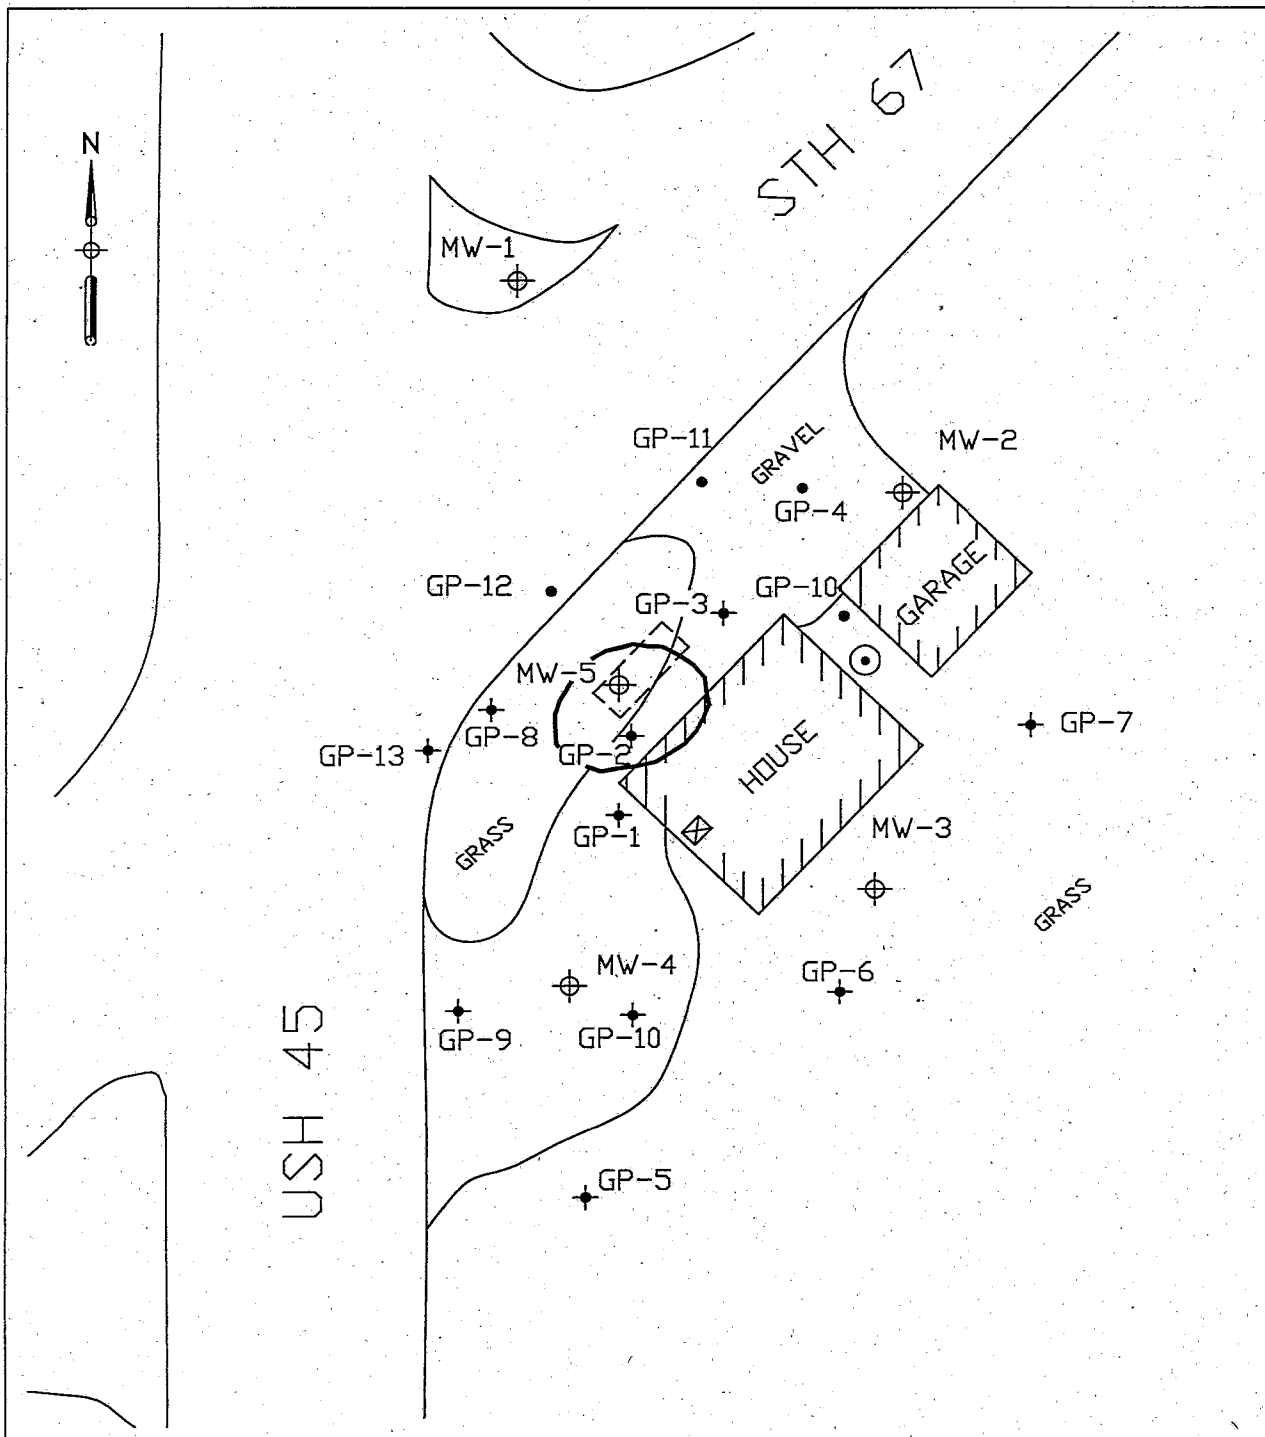 STH 67
N
MW-1
GP-11
GRAVEL
MW-2
GP-4
GP-12
GP-3
GP-10
GARAGE
MW-5
GP-8
GP-2
GP-13
HOUSE
GP-7
GP-1
GRASS
MW-3
GRASS
MW-4
GP-6
GP-9
GP-10
USH 45
GP-5